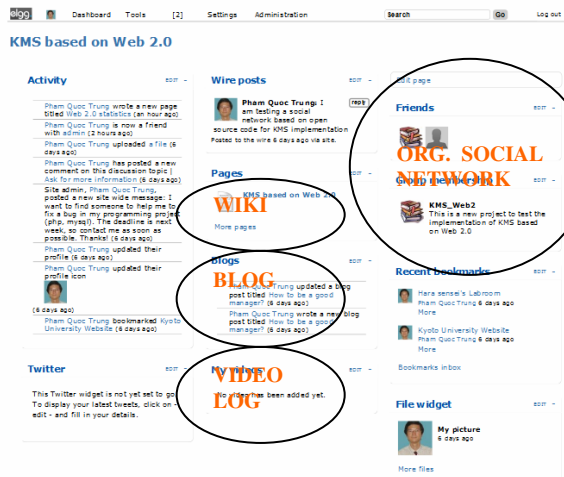 elgg Dashboard Tools [2] Settings Administration Search Go Log out
KMS based on Web 2.0
Activity EDIT -
Pham Quoc Trung wrote a new page
titled Web 2.0 statistics (an hour ago)
Pham Quoc Trung is now a friend
with admin (2 hours ago)
Pham Quoc Trung uploaded a file (6
days ago)
Pham Quoc Trung has posted a new
comment on this discussion topic |
Ask for more information (6 days ago)
Site admin, Pham Quoc Trung,
posted a new site wide message: I
want to find someone to help me to
fix a bug in my programming project
(php, mysql). The deadline is next
week, so contact me as soon as
possible. Thanks! (6 days ago)
Pham Quoc Trung updated their
profile (6 days ago)
Pham Quoc Trung updated their
profile icon
(6 days ago)
Pham Quoc Trung bookmarked Kyoto
University Website (6 days ago)
Twitter EDIT -
This Twitter widget is not yet set to go.
To display your latest tweets, click on -
edit - and fill in your details.
Wire posts EDIT -
Pham Quoc Trung: I reply
am testing a social
network based on open
source code for KMS implementation
Posted to the wire 6 days ago via site.
Pages EDIT -
WIKI
KMS based on Web 2.0
More pages
Blogs EDIT -
BLOG
Pham Quoc Trung updated a blog
post titled How to be a good
manager? (6 days ago)
Pham Quoc Trung wrote a new blog
post titled How to be a good
manager? (6 days ago)
My videos EDIT -
VIDEO
LOG
No video has been added yet.
Edit page
Friends EDIT -
ORG. SOCIAL
NETWORK
Group membership EDIT -
KMS_Web2
This is a new project to test the
implementation of KMS based
on Web 2.0
Recent bookmarks EDIT -
Hara sensei's Labroom
Pham Quoc Trung 6 days ago
More
Kyoto University Website
Pham Quoc Trung 6 days ago
More
Bookmarks inbox
File widget EDIT -
My picture
6 days ago
More files